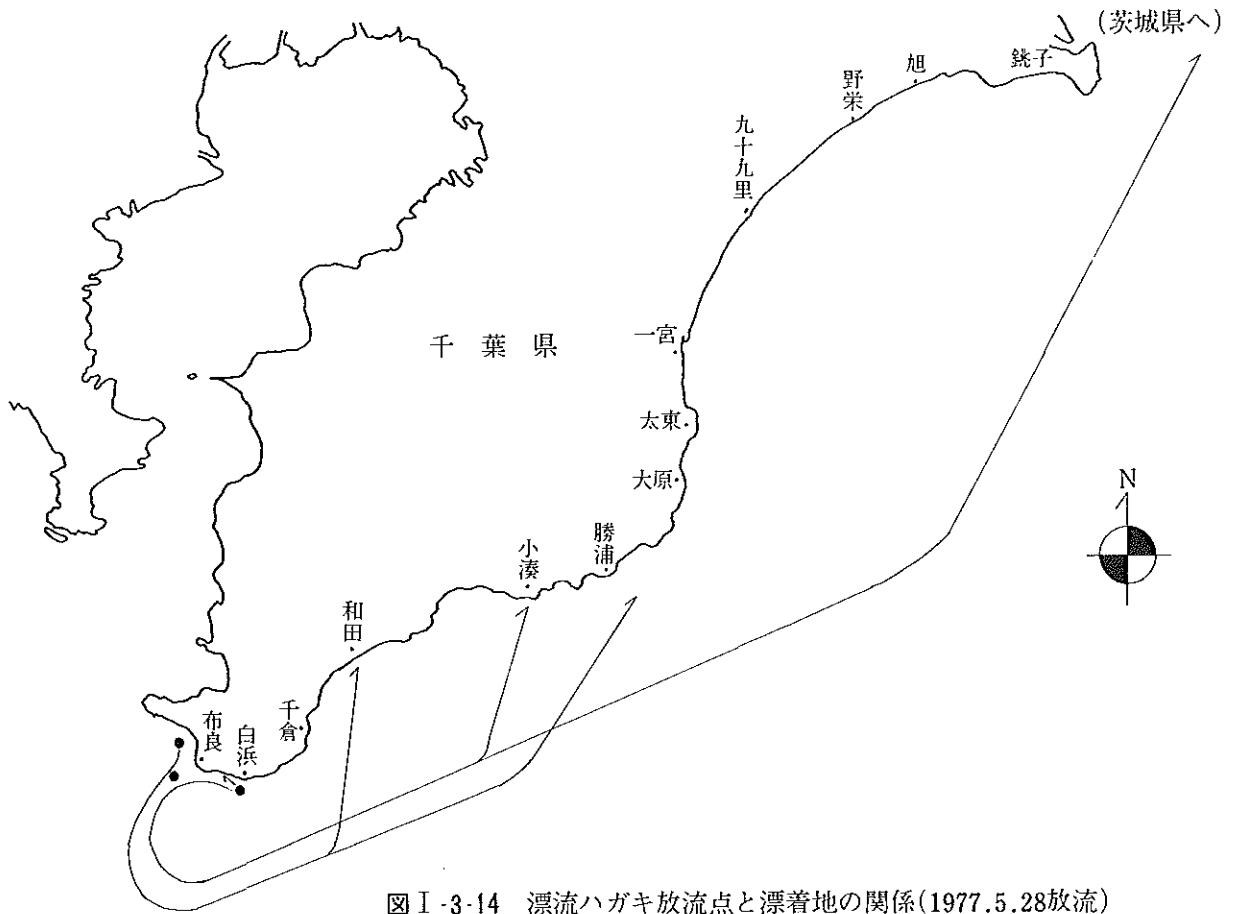 (茨城県へ)
銚子
旭
野栄
九十九里
一宮
千葉県
太東
大原
N
勝浦
小湊
和田
千倉
布良
白浜
図Ⅰ-3-14 漂流ハガキ放流点と漂着地の関係(1977.5.28放流)